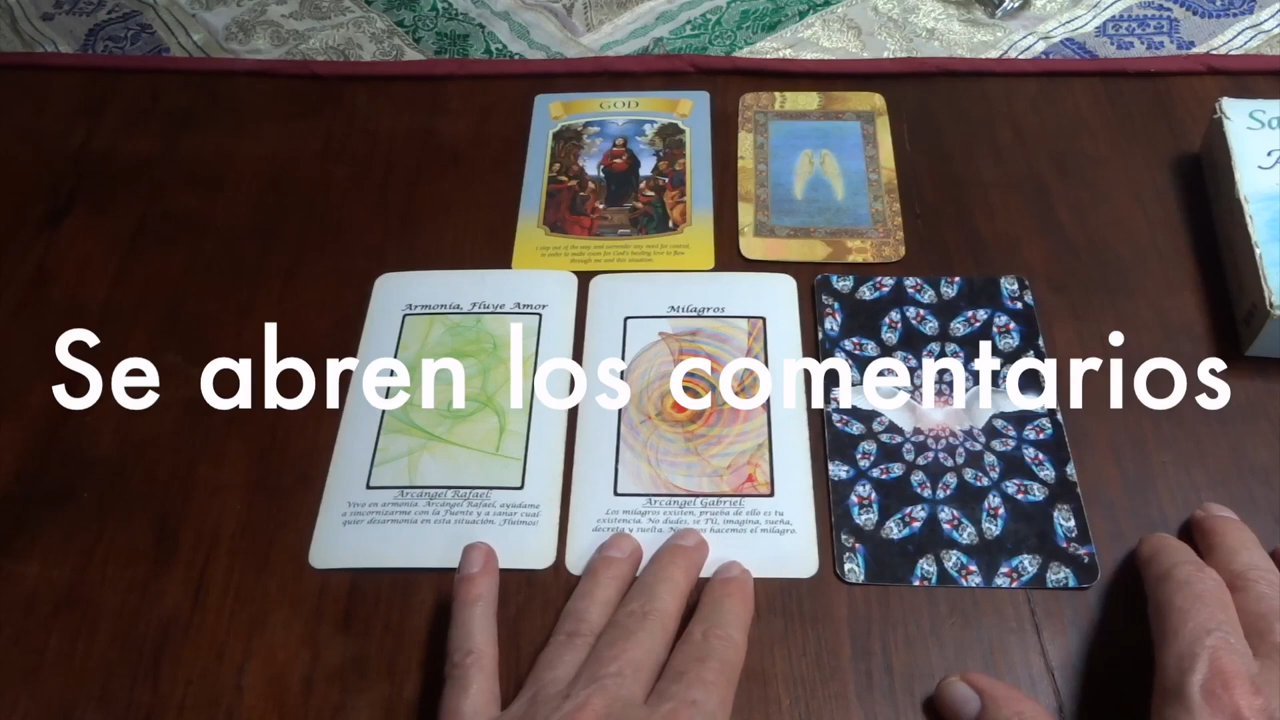 GOD
I step out of the way and surrender any need for control,
in order to make room for God's healing love to flow
through me and this situation.
Sa
Armonía, Fluye Amor
Milagros
Se abren los comentarios
Arcángel Rafael:
Vivo en armonía. Arcángel Rafael, ayúdame
a sincornizarme con la Fuente y a sanar cual-
quier desarmonía en esta situación. ¡Fluimos!
Arcángel Gabriel:
Los milagros existen, prueba de ello es tu
existencia. No dudes, se TÚ, imagina, sueña,
decreta y suelta. hacemos el milagro.